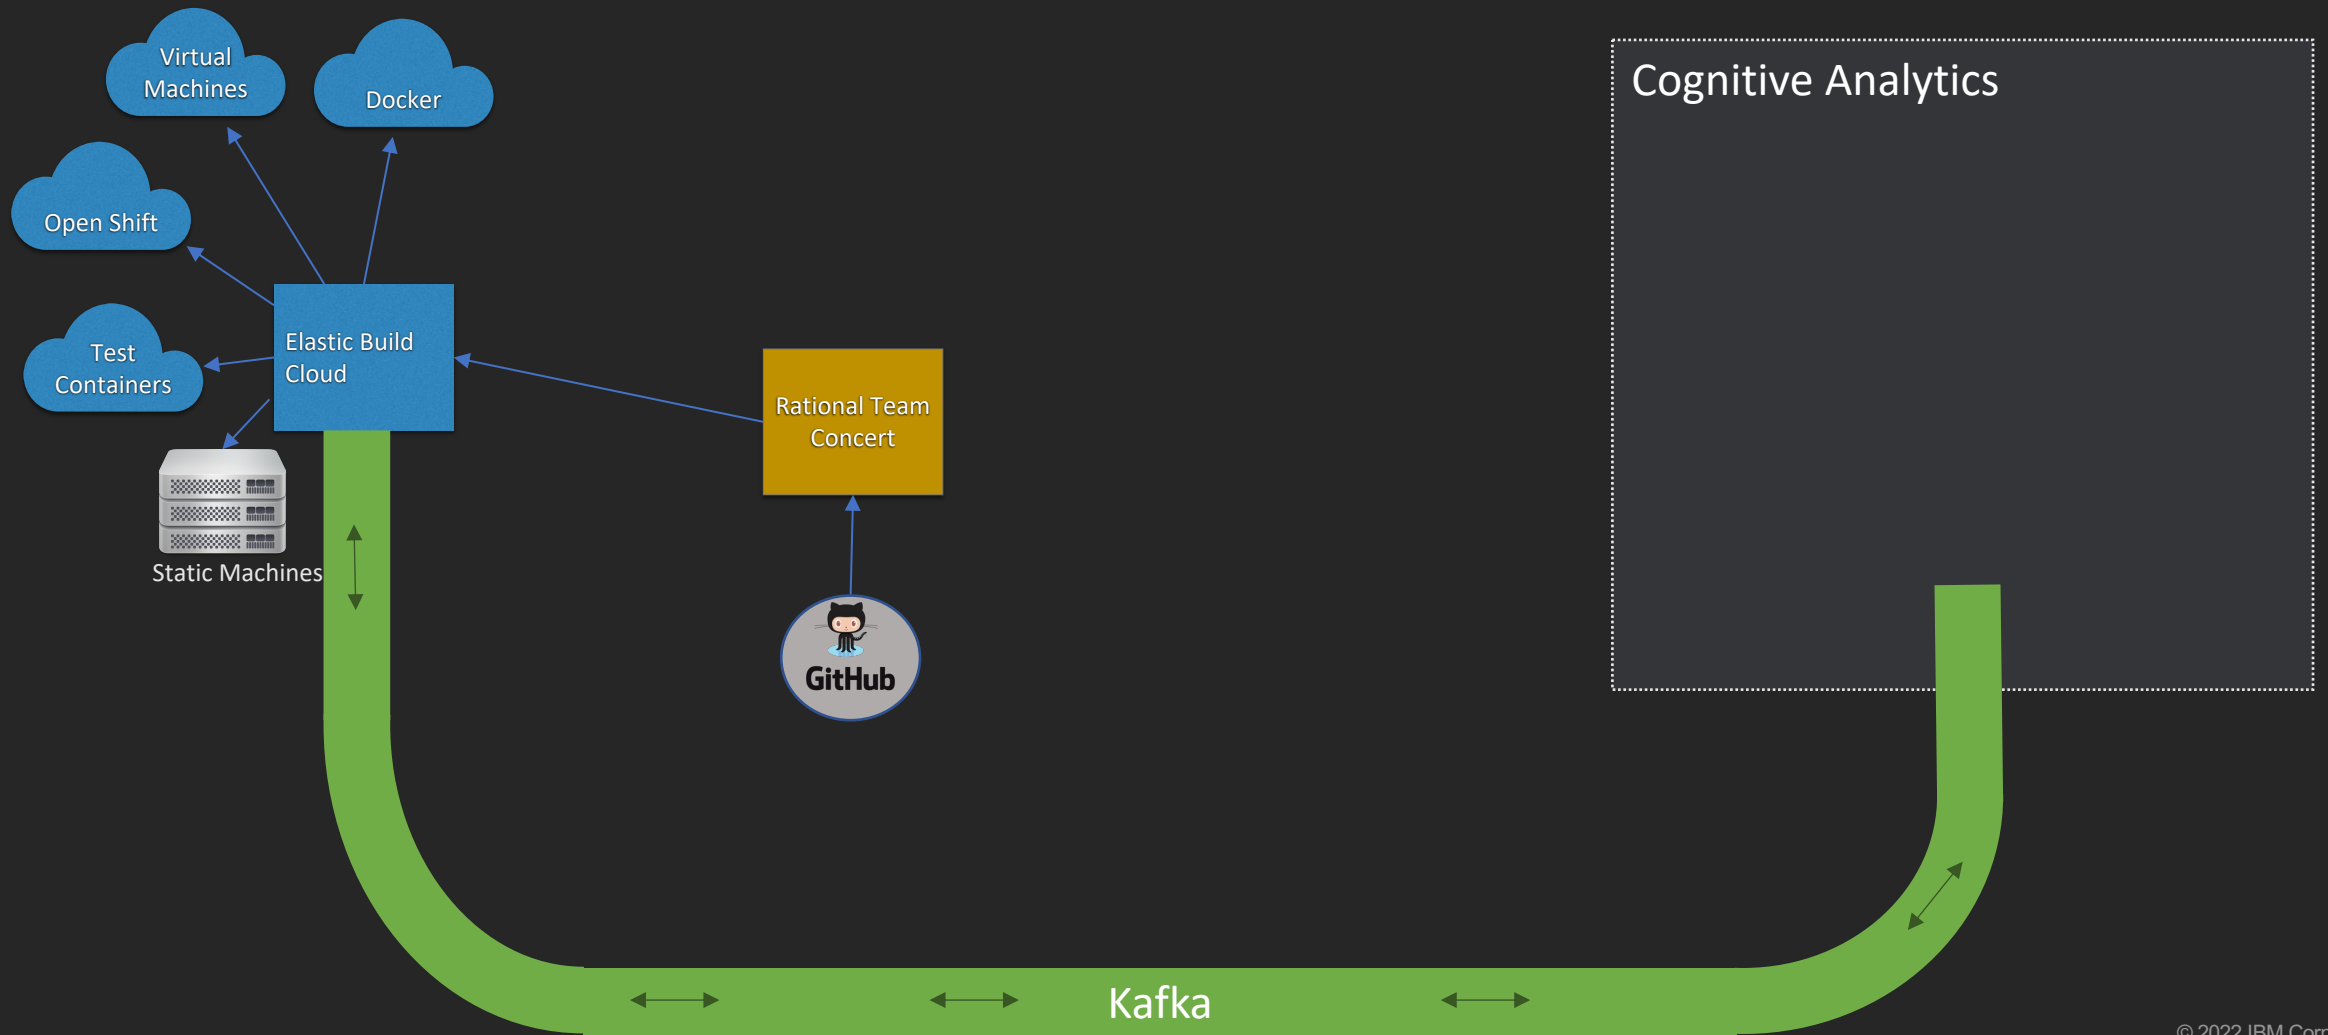 Virtual
Machines
Docker
Cognitive Analytics
Open Shift
Elastic Build
Cloud
Test
Containers
Rational Team
Concert
Static Machines
GitHub
Kafka
© 2022 IBM Corp